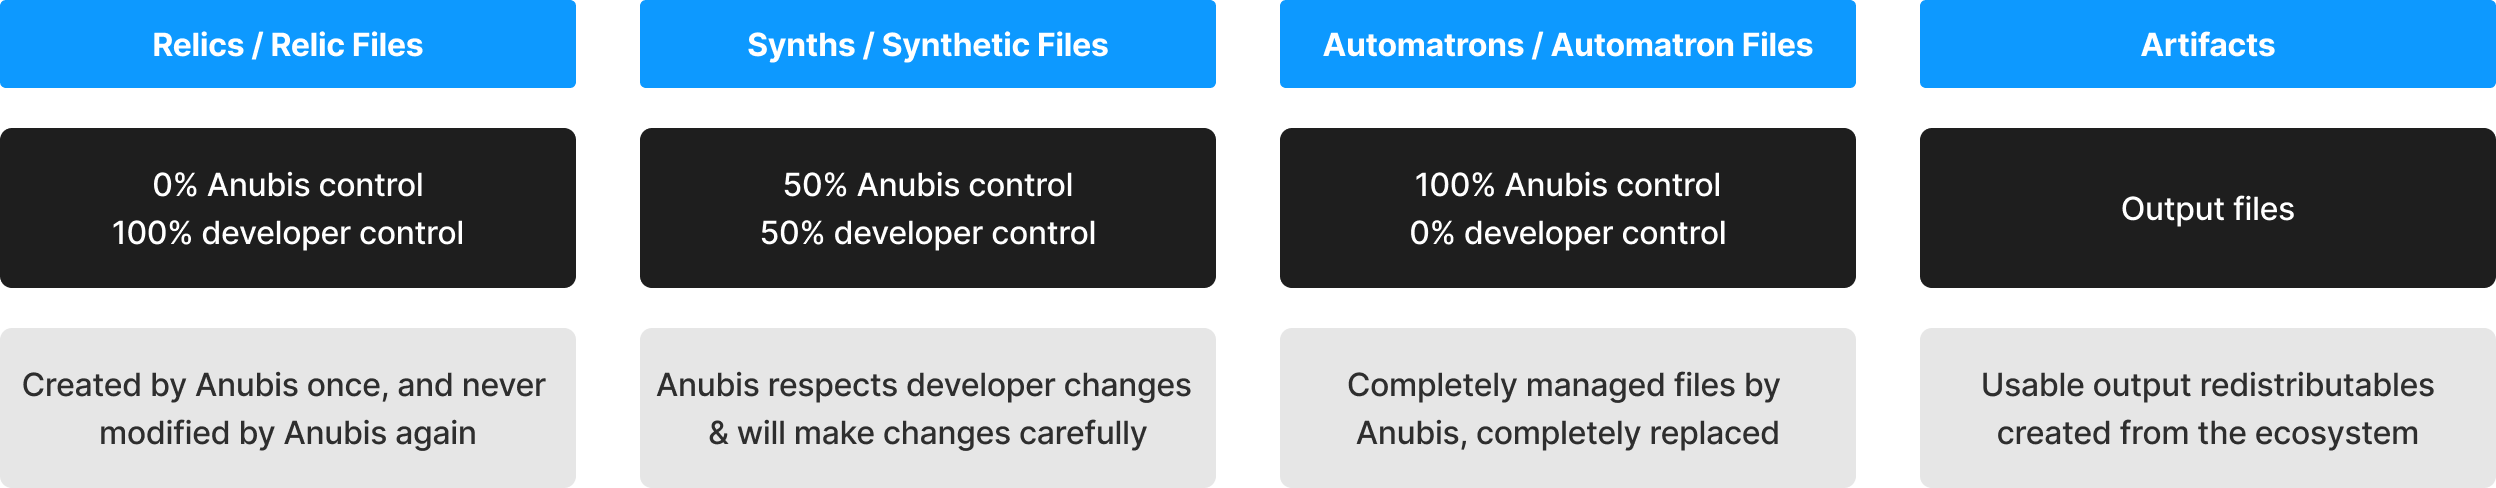 Relics / Relic Files
0% Anubis control
100% developer control
Created by Anubis once, and never
modified by Anubis again
Synths / Synthetic Files
50% Anubis control
50% developer control
Anubis respects developer changes
& will make changes carefully
Automatrons / Automatron Files
100% Anubis control
0% developer control
Completely managed files by
Anubis, completely replaced
Artifacts
Output files
Usable output redistributables
created from the ecosystem